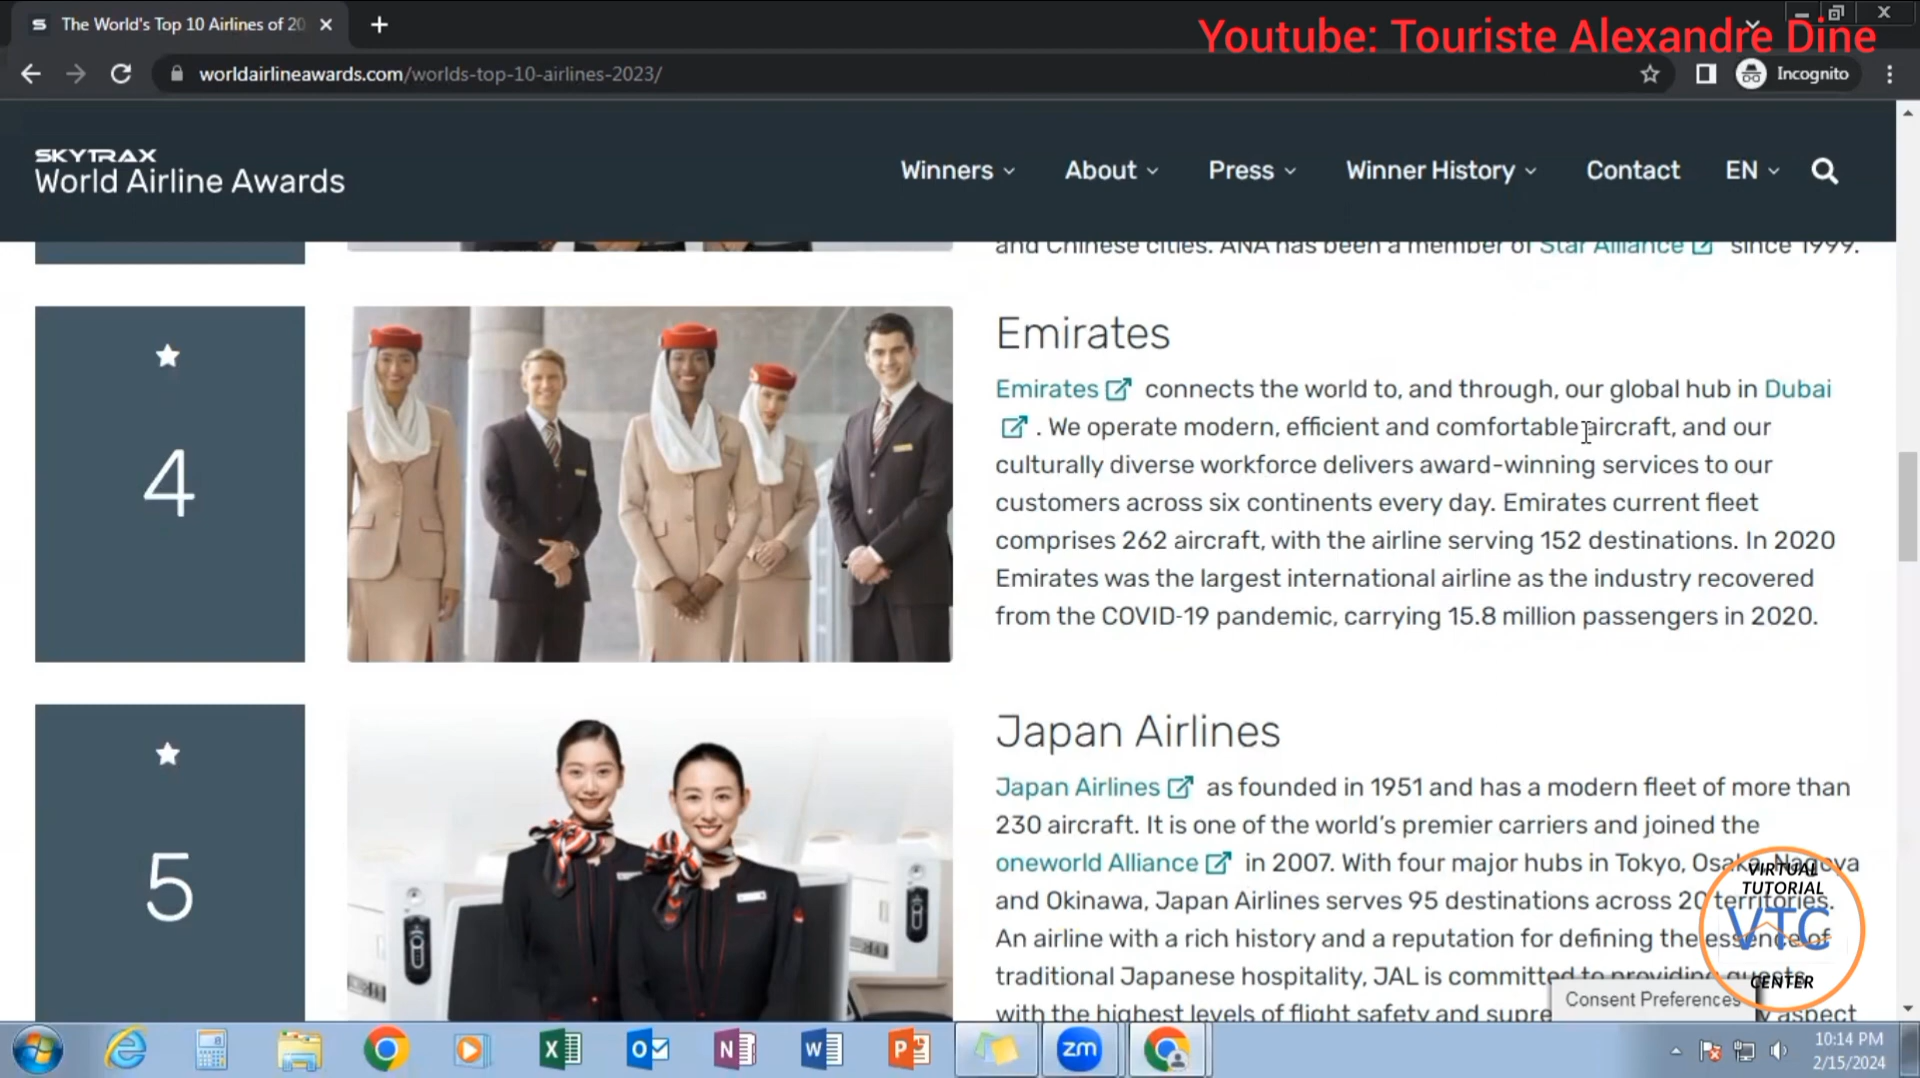 The World's Top 10 Airlines of 20
Youtube: Touriste Alexandre Dine
worldairlineawards.com/worlds-top-10-airlines-2023/
Incognito
SKYTRAX
World Airline Awards
Winners
About
Press
Winner History
Contact
EN
and Chinese cities. ANA has been a member of Star Alliance since 1999.
4
Emirates
Emirates connects the world to, and through, our global hub in Dubai
. We operate modern, efficient and comfortable aircraft, and our
culturally diverse workforce delivers award-winning services to our
customers across six continents every day. Emirates current fleet
comprises 262 aircraft, with the airline serving 152 destinations. In 2020
Emirates was the largest international airline as the industry recovered
from the COVID-19 pandemic, carrying 15.8 million passengers in 2020.
5
Japan Airlines
Japan Airlines as founded in 1951 and has a modern fleet of more than
230 aircraft. It is one of the world's premier carriers and joined the
oneworld Alliance in 2007. With four major hubs in Tokyo, Osaka, Nagoya
and Okinawa, Japan Airlines serves 95 destinations across 20 territories.
An airline with a rich history and a reputation for defining the essence of
traditional Japanese hospitality, JAL is committed to providing guests
with the highest levels of flight safety and supre
aspect
Consent Preferences
VIRTUAL
TUTORIAL
VTC
CENTER
zm
10:14 PM
2/15/2024